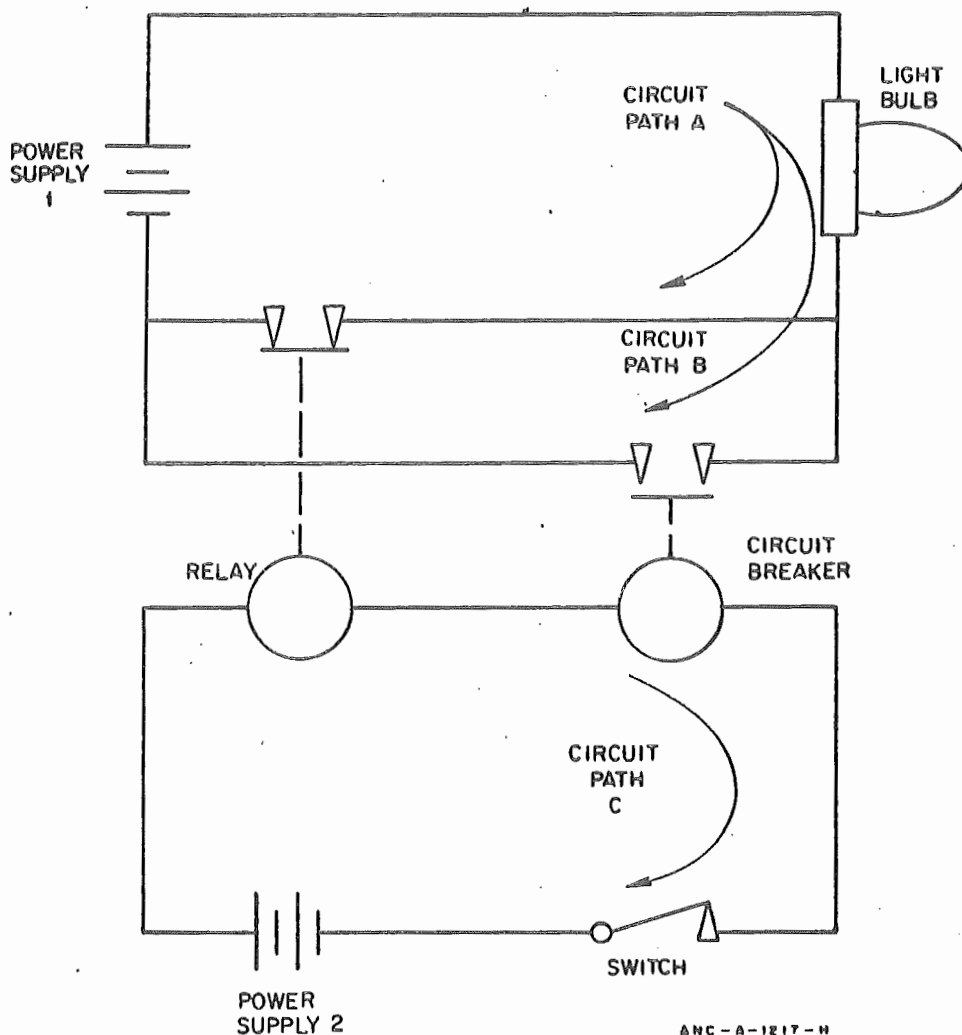 CIRCUIT
PATH A
LIGHT
BULB
POWER
SUPPLY
1
CIRCUIT
PATH B
RELAY
CIRCUIT
BREAKER
CIRCUIT
PATH
C
SWITCH
POWER
SUPPLY 2
ANC-A-1217-H